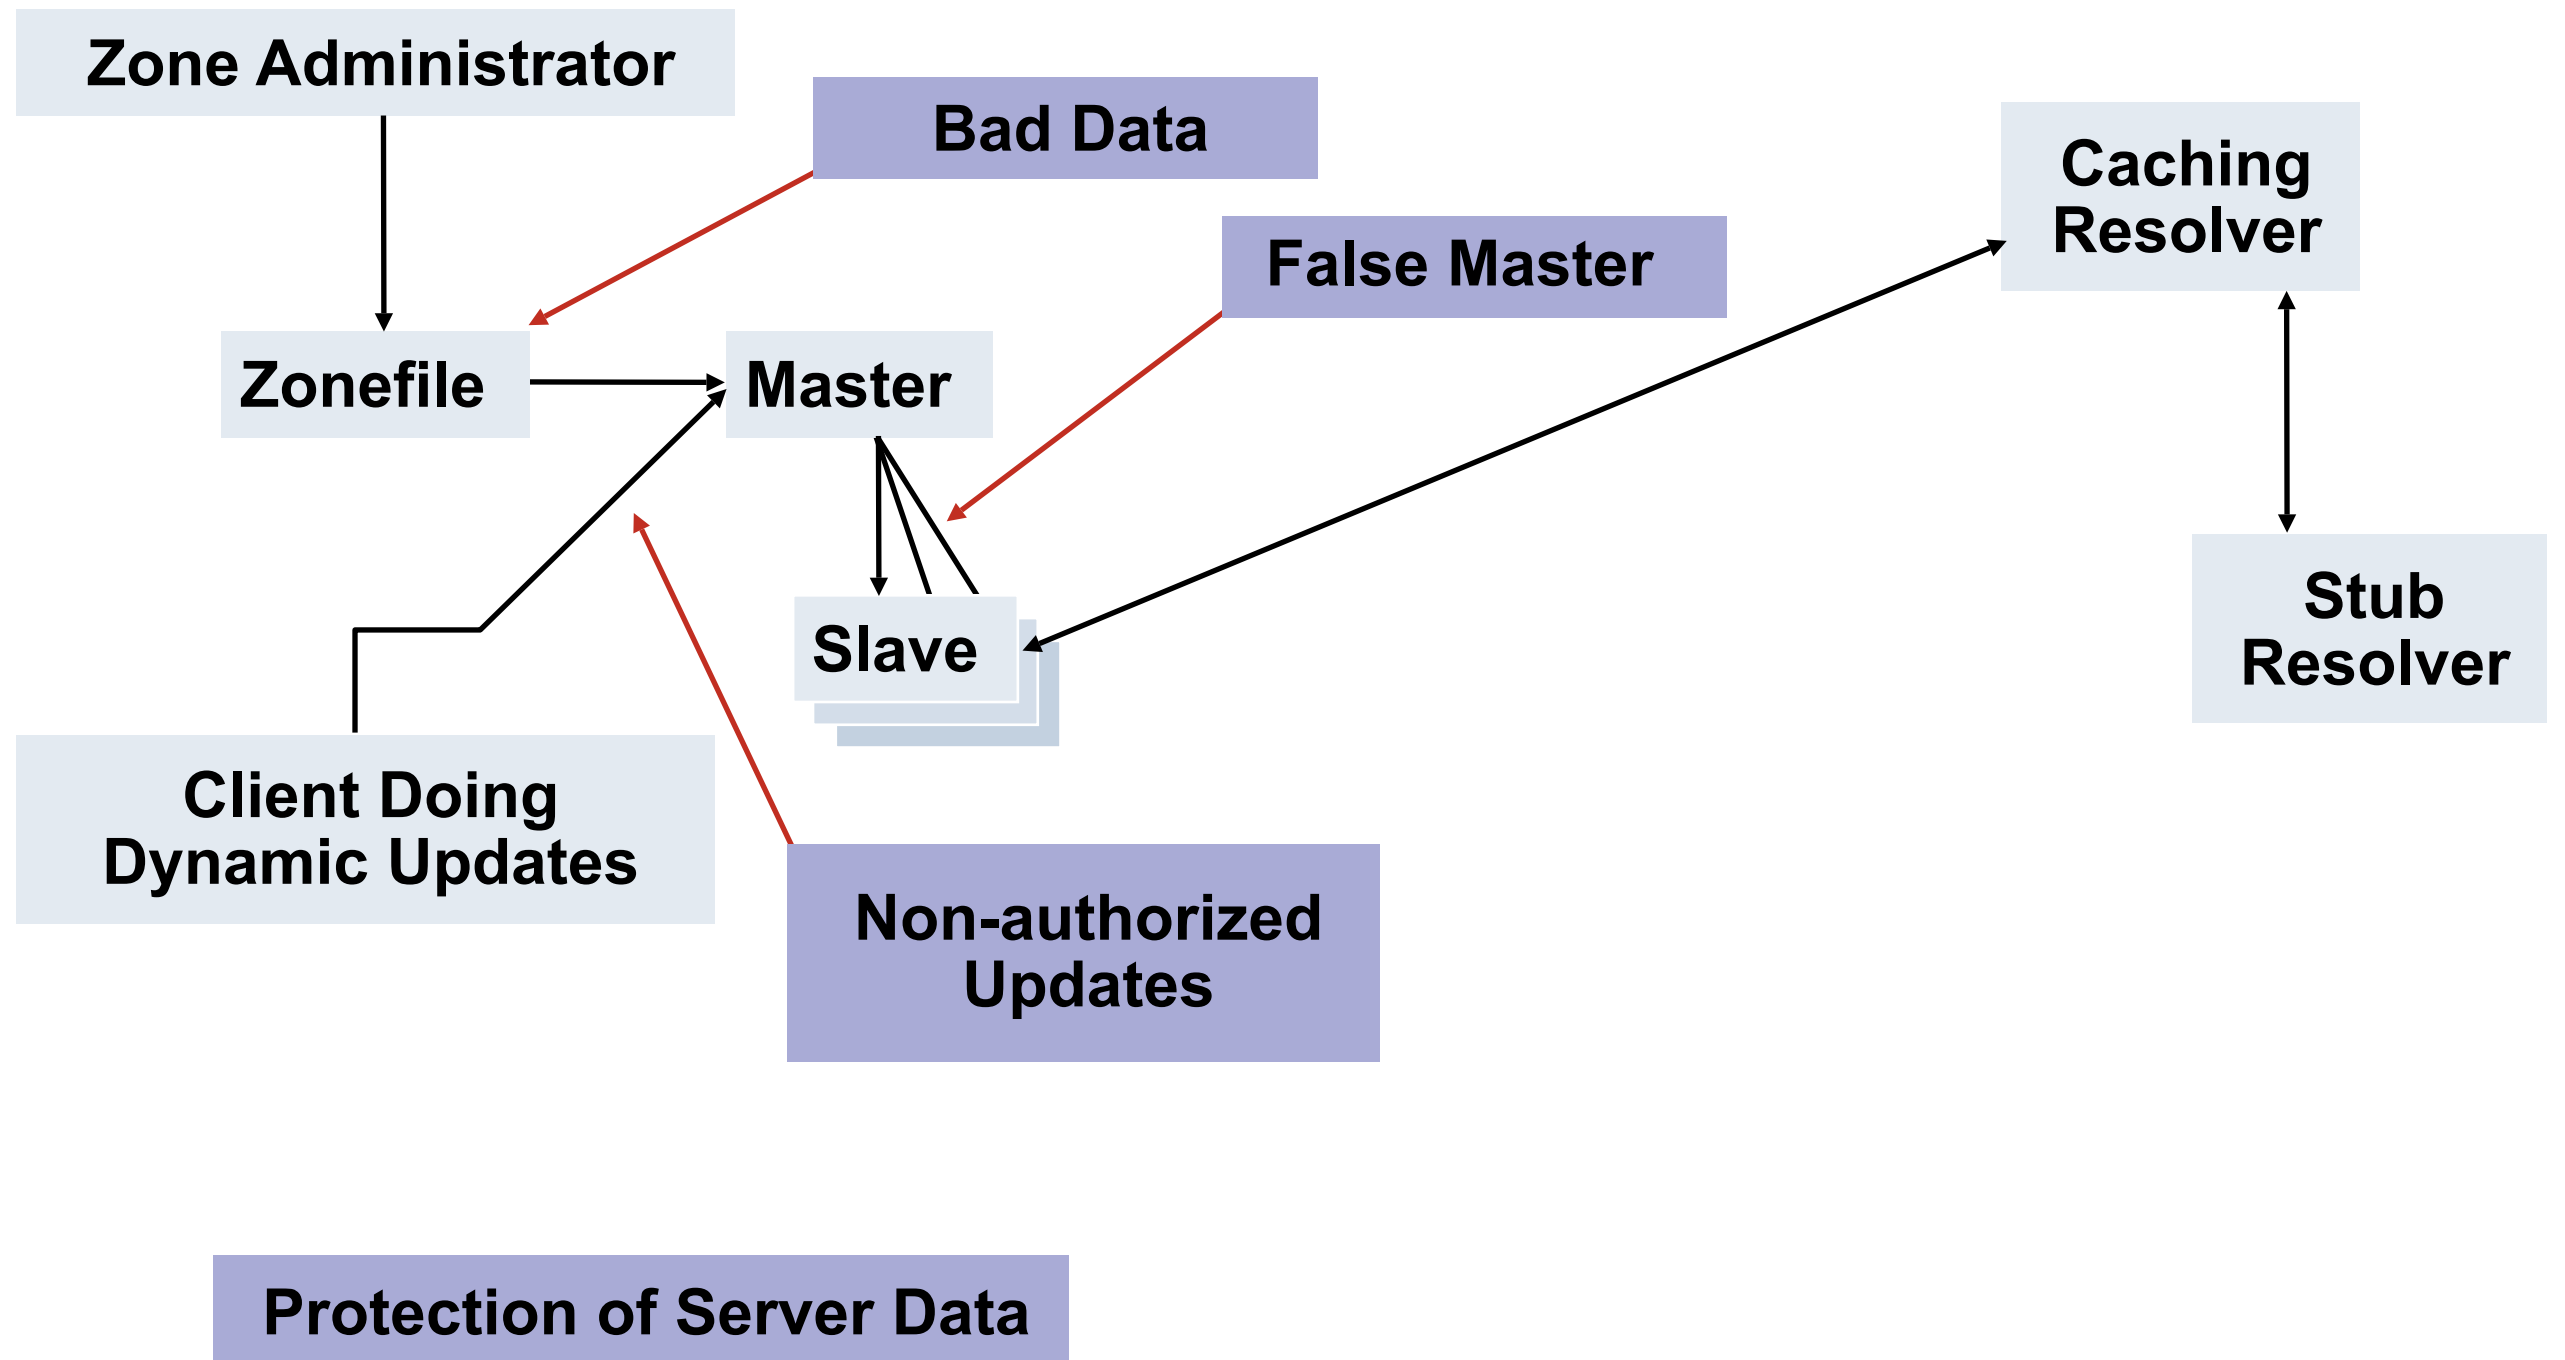 Zone Administrator
Bad Data
Caching
Resolver
False Master
Zonefile
Master
Slave
Stub
Resolver
Client Doing
Dynamic Updates
Non-authorized
Updates
Protection of Server Data